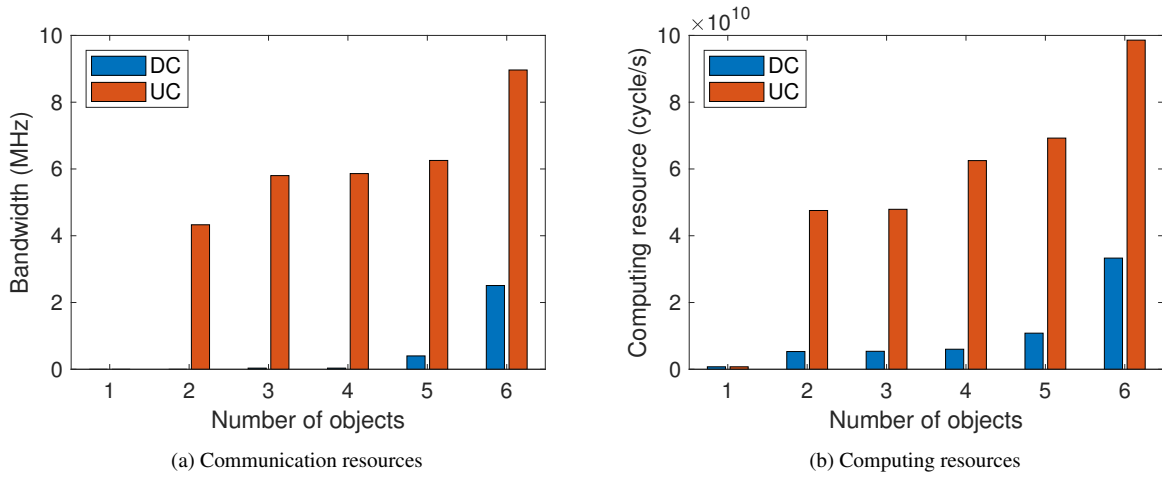 10
8
6
4
2
0
Bandwidth (MHz)
DC
UC
1 2 3 4 5 6
Number of objects
(a) Communication resources
×10^10
10
8
6
4
2
0
Computing resource (cycle/s)
DC
UC
1 2 3 4 5 6
Number of objects
(b) Computing resources